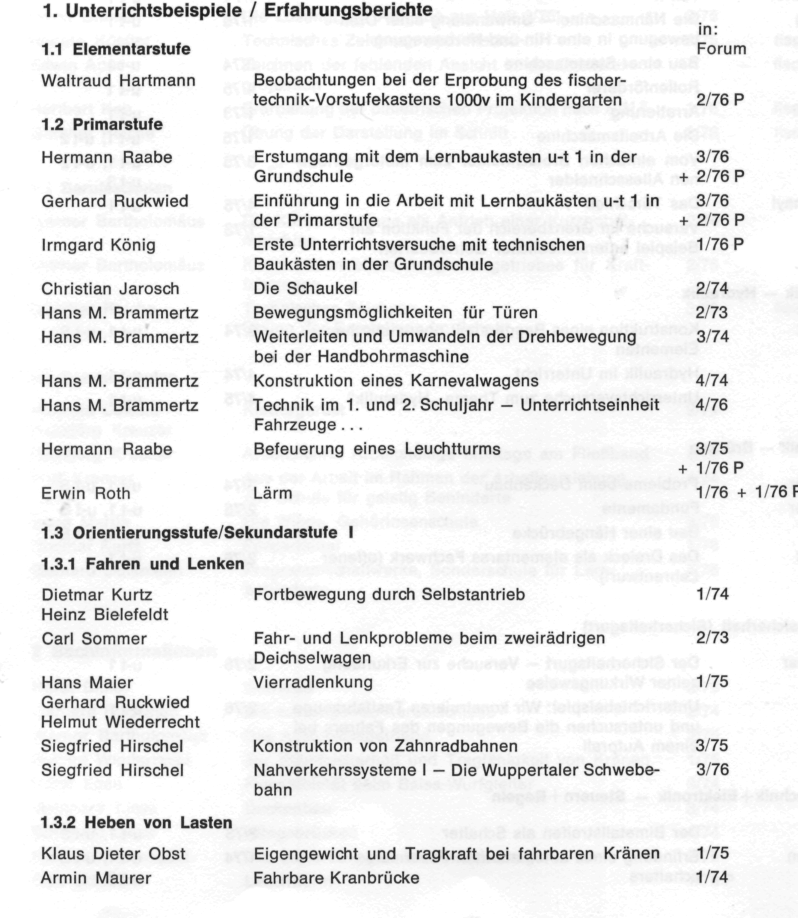 1. Unterrichtsbeispiele / Erfahrungsberichte
in:
1.1 Elementarstufe Forum
Waltraud Hartmann Beobachtungen bei der Erprobung des fischer-
technik-Vorstufekastens 1000v im Kindergarten 2/76 P
1.2 Primarstufe
Hermann Raabe Erstumgang mit dem Lernbaukasten u-t 1 in der 3/76
Grundschule + 2/76 P
Gerhard Ruckwied Einführung in die Arbeit mit Lernbaukästen u-t 1 in 3/76
der Primarstufe + 2/76 P
Irmgard König Erste Unterrichtsversuche mit technischen 1/76 P
Baukästen in der Grundschule
Christian Jarosch Die Schaukel 2/74
Hans M. Brammertz Bewegungsmöglichkeiten für Türen 2/73
Hans M. Brammertz Weiterleiten und Umwandeln der Drehbewegung 3/74
bei der Handbohrmaschine
Hans M. Brammertz Konstruktion eines Karnevalwagens 4/74
Hans M. Brammertz Technik im 1. und 2. Schuljahr – Unterrichtseinheit 4/76
Fahrzeuge . . .
Hermann Raabe Befeuerung eines Leuchtturms 3/75
+ 1/76 P
Erwin Roth Lärm 1/76 + 1/76 P
1.3 Orientierungsstufe/Sekundarstufe I
1.3.1 Fahren und Lenken
Dietmar Kurtz Fortbewegung durch Selbstantrieb 1/74
Heinz Bielefeldt
Carl Sommer Fahr- und Lenkprobleme beim zweirädrigen 2/73
Deichselwagen
Hans Maier Vierradlenkung 1/75
Gerhard Ruckwied
Helmut Wiederrecht
Siegfried Hirschel Konstruktion von Zahnradbahnen 3/75
Siegfried Hirschel Nahverkehrssysteme I – Die Wuppertaler Schwebe- 3/76
bahn
1.3.2 Heben von Lasten
Klaus Dieter Obst Eigengewicht und Tragkraft bei fahrbaren Kränen 1/75
Armin Maurer Fahrbare Kranbrücke 1/74